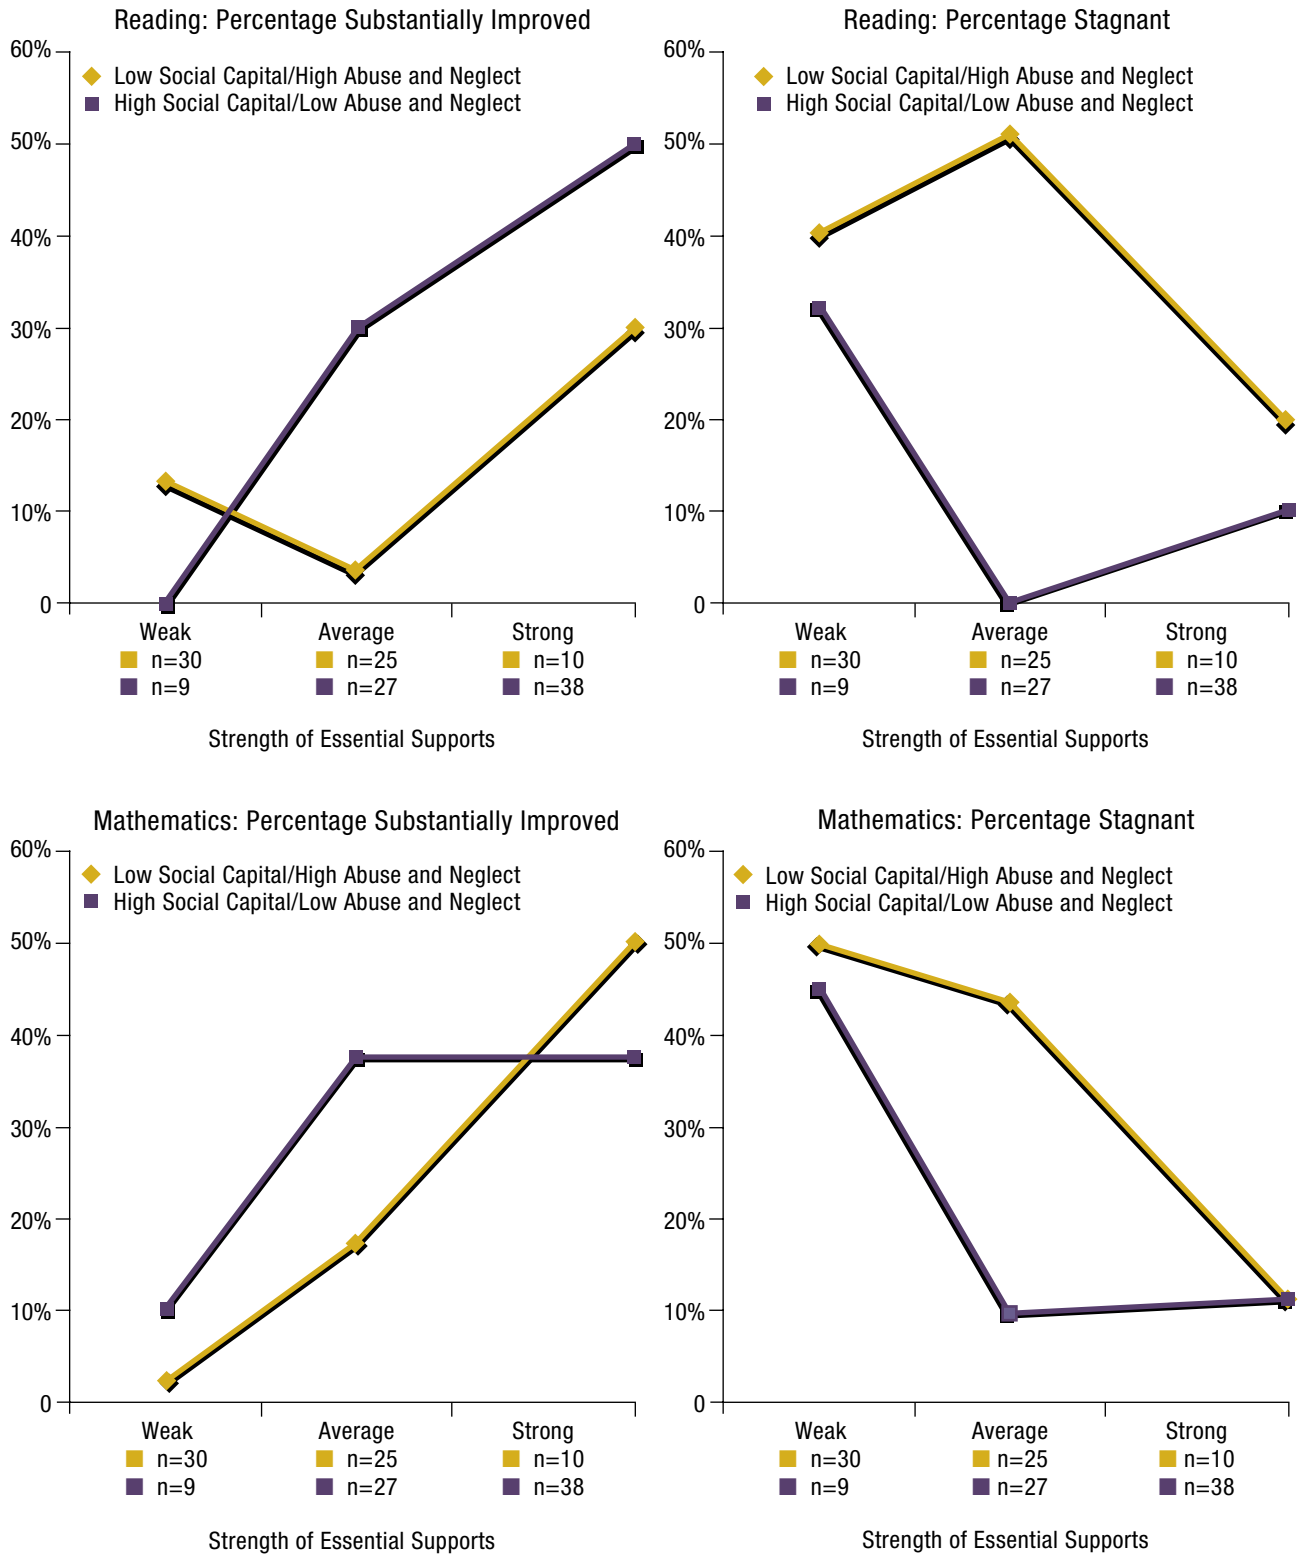 Reading: Percentage Substantially Improved
60%
Low Social Capital/High Abuse and Neglect
High Social Capital/Low Abuse and Neglect
50%
40%
30%
20%
10%
0
Weak Average Strong
n=30 n=25 n=10
n=9 n=27 n=38
Strength of Essential Supports
Reading: Percentage Stagnant
60%
Low Social Capital/High Abuse and Neglect
High Social Capital/Low Abuse and Neglect
50%
40%
30%
20%
10%
0
Weak Average Strong
n=30 n=25 n=10
n=9 n=27 n=38
Strength of Essential Supports
Mathematics: Percentage Substantially Improved
60%
Low Social Capital/High Abuse and Neglect
High Social Capital/Low Abuse and Neglect
50%
40%
30%
20%
10%
0
Weak Average Strong
n=30 n=25 n=10
n=9 n=27 n=38
Strength of Essential Supports
Mathematics: Percentage Stagnant
60%
Low Social Capital/High Abuse and Neglect
High Social Capital/Low Abuse and Neglect
50%
40%
30%
20%
10%
0
Weak Average Strong
n=30 n=25 n=10
n=9 n=27 n=38
Strength of Essential Supports